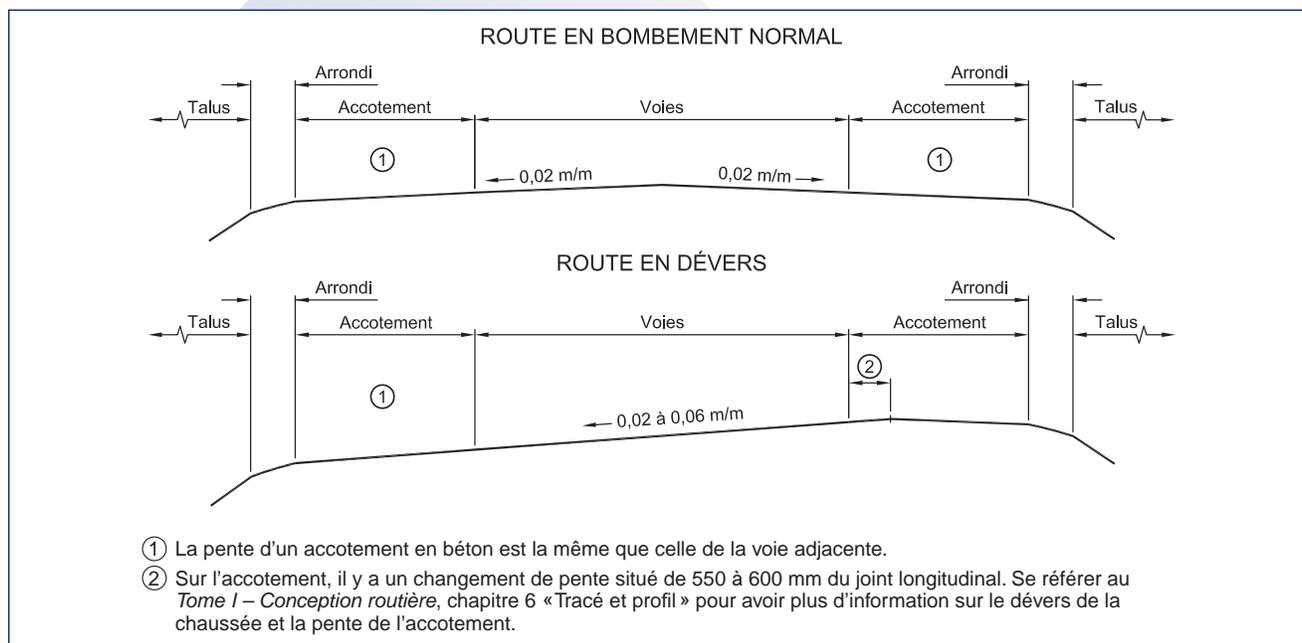 ROUTE EN BOMBEMENT NORMAL
Arrondi Arrondi
Talus Accotement Voies Accotement Talus
1 1
0,02 m/m 0,02 m/m
ROUTE EN DÉVERS
Arrondi Arrondi
Talus Accotement Voies Accotement Talus
2
1
0,02 à 0,06 m/m
1 La pente d'un accotement en béton est la même que celle de la voie adjacente.
2 Sur l'accotement, il y a un changement de pente situé de 550 à 600 mm du joint longitudinal. Se référer au
Tome I – Conception routière, chapitre 6 « Tracé et profil » pour avoir plus d'information sur le dévers de la
chaussée et la pente de l'accotement.